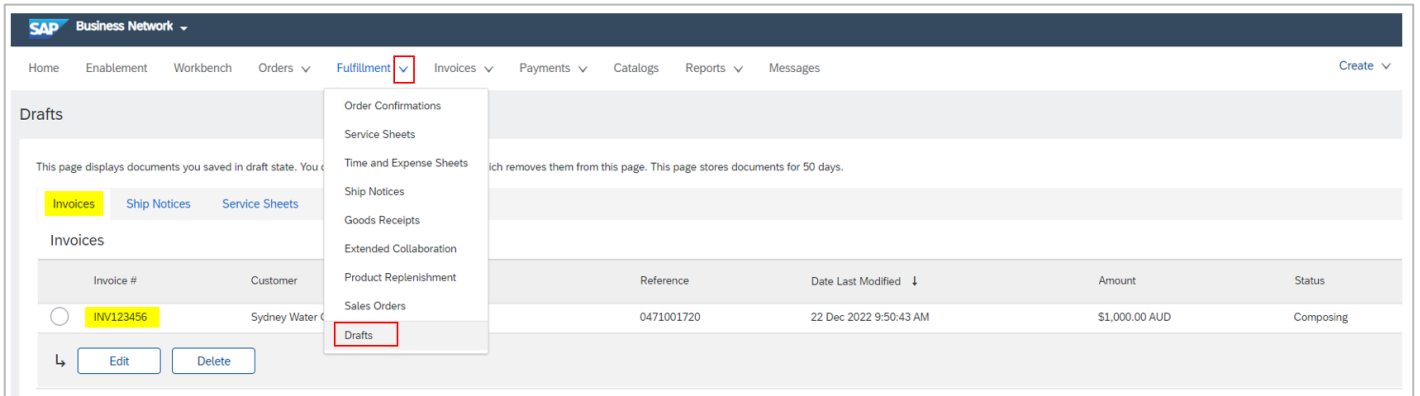 SAP Business Network
Home Enablement Workbench Orders Fulfillment Invoices Payments Catalogs Reports Messages Create
Order Confirmations
Drafts
Service Sheets
Time and Expense Sheets
This page displays documents you saved in draft state. You ich removes them from this page. This page stores documents for 50 days.
Ship Notices
Invoices Ship Notices Service Sheets
Goods Receipts
Invoices
Extended Collaboration
Invoice # Customer Product Replenishment Reference Date Last Modified ↓ Amount Status
Sales Orders
INV123456 Sydney Water 0471001720 22 Dec 2022 9:50:43 AM $1,000.00 AUD Composing
Drafts
Edit Delete